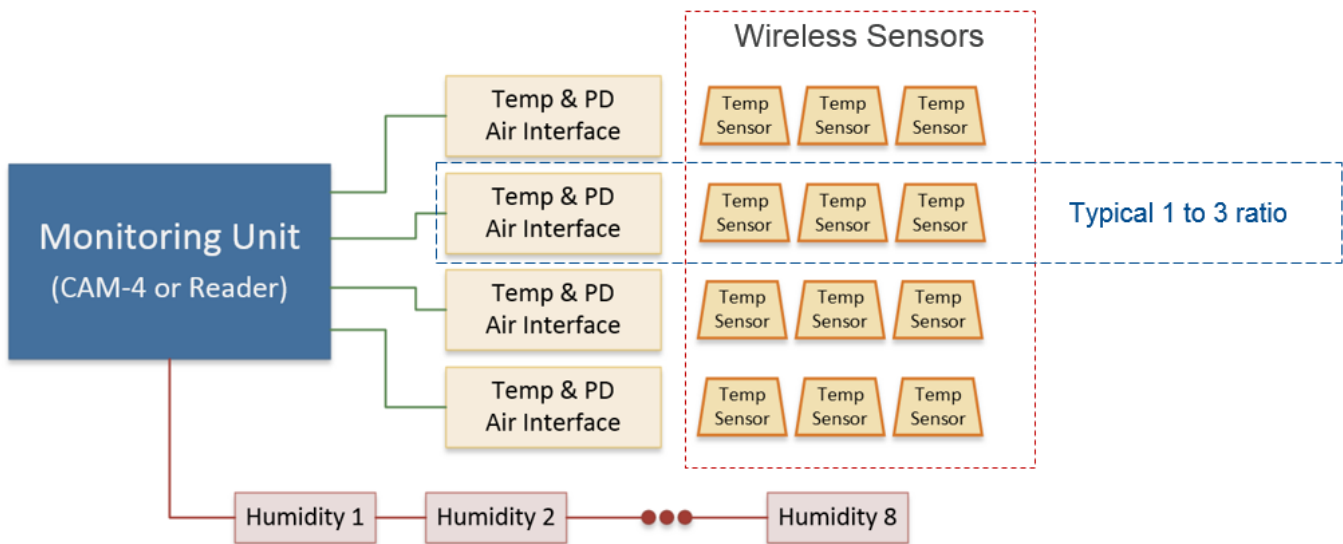 Wireless Sensors
Temp & PD
Air Interface
Temp
Sensor
Temp
Sensor
Temp
Sensor
Monitoring Unit
(CAM-4 or Reader)
Temp & PD
Air Interface
Temp
Sensor
Temp
Sensor
Temp
Sensor
Typical 1 to 3 ratio
Temp & PD
Air Interface
Temp
Sensor
Temp
Sensor
Temp
Sensor
Temp & PD
Air Interface
Temp
Sensor
Temp
Sensor
Temp
Sensor
Humidity 1
Humidity 2
Humidity 8